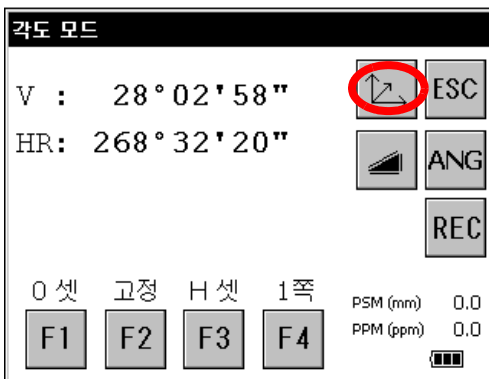 각도 모드
V : 28°02'58"
ESC
HR: 268°32'20"
ANG
REC
0 셋 고정 H 셋 1쪽
F1 F2 F3 F4
PSM (mm) 0.0
PPM (ppm) 0.0